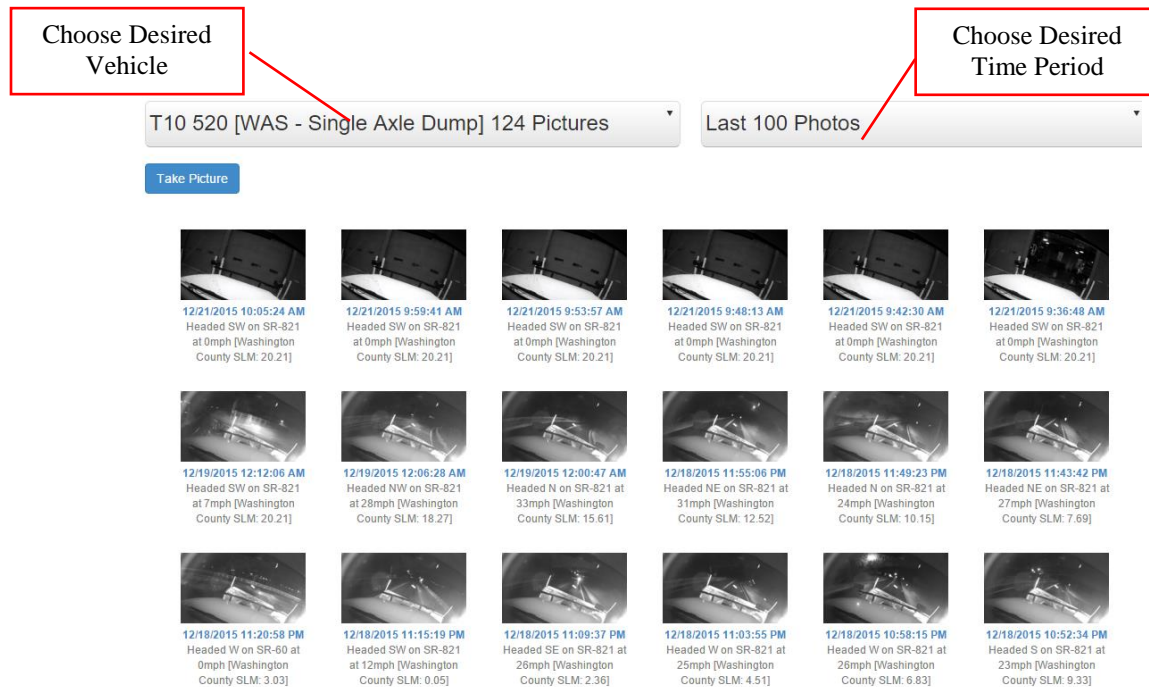 Choose Desired
Vehicle
Choose Desired
Time Period
T10 520 [WAS - Single Axle Dump] 124 Pictures
Last 100 Photos
Take Picture
12/21/2015 10:05:24 AM
Headed SW on SR-821
at 0mph [Washington
County SLM: 20.21]
12/21/2015 9:59:41 AM
Headed SW on SR-821
at 0mph [Washington
County SLM: 20.21]
12/21/2015 9:53:57 AM
Headed SW on SR-821
at 0mph [Washington
County SLM: 20.21]
12/21/2015 9:48:13 AM
Headed SW on SR-821
at 0mph [Washington
County SLM: 20.21]
12/21/2015 9:42:30 AM
Headed SW on SR-821
at 0mph [Washington
County SLM: 20.21]
12/21/2015 9:36:48 AM
Headed SW on SR-821
at 0mph [Washington
County SLM: 20.21]
12/19/2015 12:12:06 AM
Headed SW on SR-821
at 7mph [Washington
County SLM: 20.21]
12/19/2015 12:06:28 AM
Headed NW on SR-821
at 28mph [Washington
County SLM: 18.27]
12/19/2015 12:00:47 AM
Headed N on SR-821 at
33mph [Washington
County SLM: 15.61]
12/18/2015 11:55:06 PM
Headed NE on SR-821 at
31mph [Washington
County SLM: 12.52]
12/18/2015 11:49:23 PM
Headed N on SR-821 at
24mph [Washington
County SLM: 10.15]
12/18/2015 11:43:42 PM
Headed NE on SR-821 at
27mph [Washington
County SLM: 7.69]
12/18/2015 11:20:58 PM
Headed W on SR-60 at
0mph [Washington
County SLM: 3.03]
12/18/2015 11:15:19 PM
Headed SW on SR-821
at 12mph [Washington
County SLM: 0.05]
12/18/2015 11:09:37 PM
Headed SE on SR-821 at
26mph [Washington
County SLM: 2.36]
12/18/2015 11:03:55 PM
Headed W on SR-821 at
25mph [Washington
County SLM: 4.51]
12/18/2015 10:58:15 PM
Headed W on SR-821 at
26mph [Washington
County SLM: 6.83]
12/18/2015 10:52:34 PM
Headed S on SR-821 at
23mph [Washington
County SLM: 9.33]